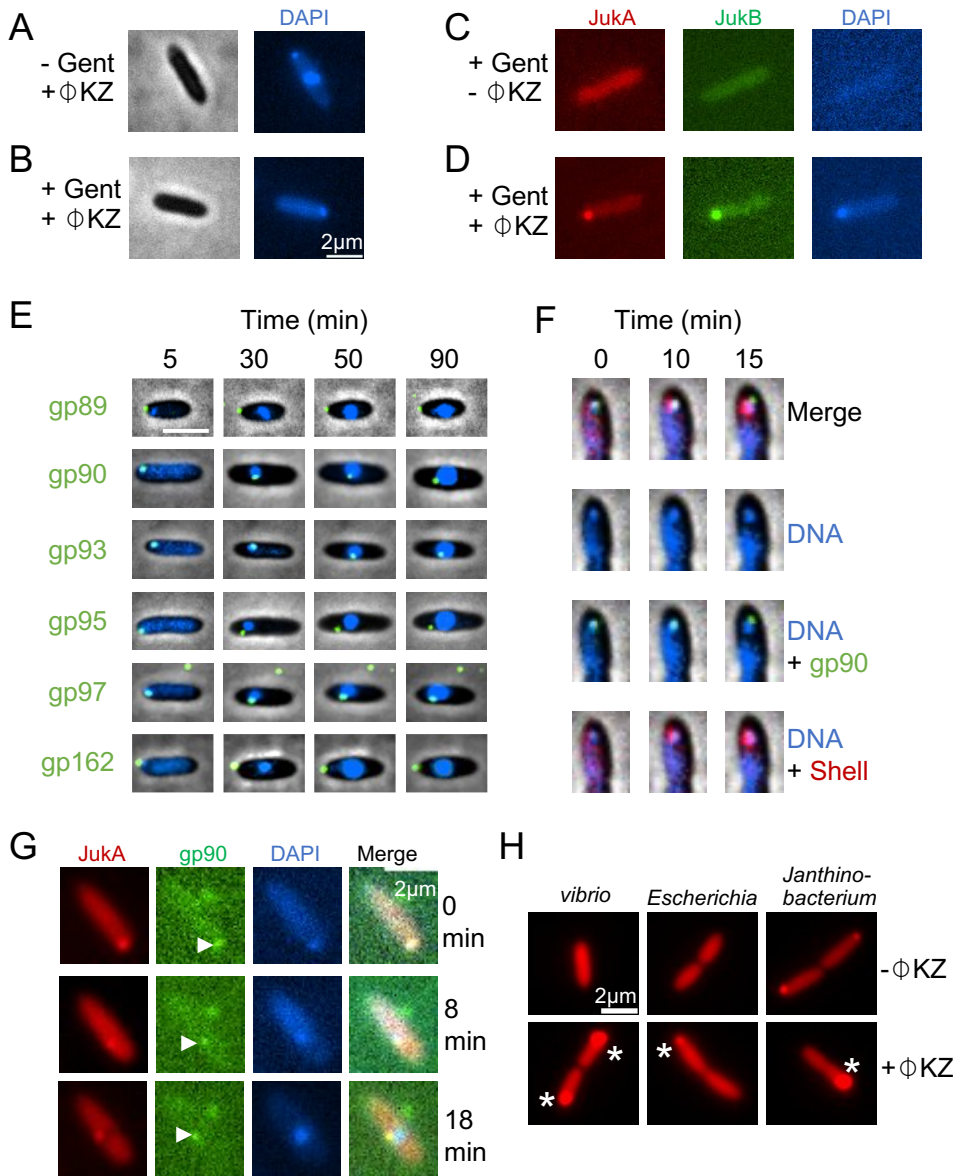 A
DAPI
- Gent
+ΦKZ
B
+ Gent
+ ΦKZ
2μm
C
JukA
JukB
DAPI
+ Gent
- ΦKZ
D
+ Gent
+ ΦKZ
E
Time (min)
5
30
50
90
gp89
gp90
gp93
gp95
gp97
gp162
F
Time (min)
0
10
15
Merge
DNA
DNA
+ gp90
DNA
+ Shell
G
JukA
gp90
DAPI
Merge
2μm
0
min
8
min
18
min
H
vibrio
Escherichia
Janthino-
bacterium
-ΦKZ
2μm
*
*
*
*
+ΦKZ